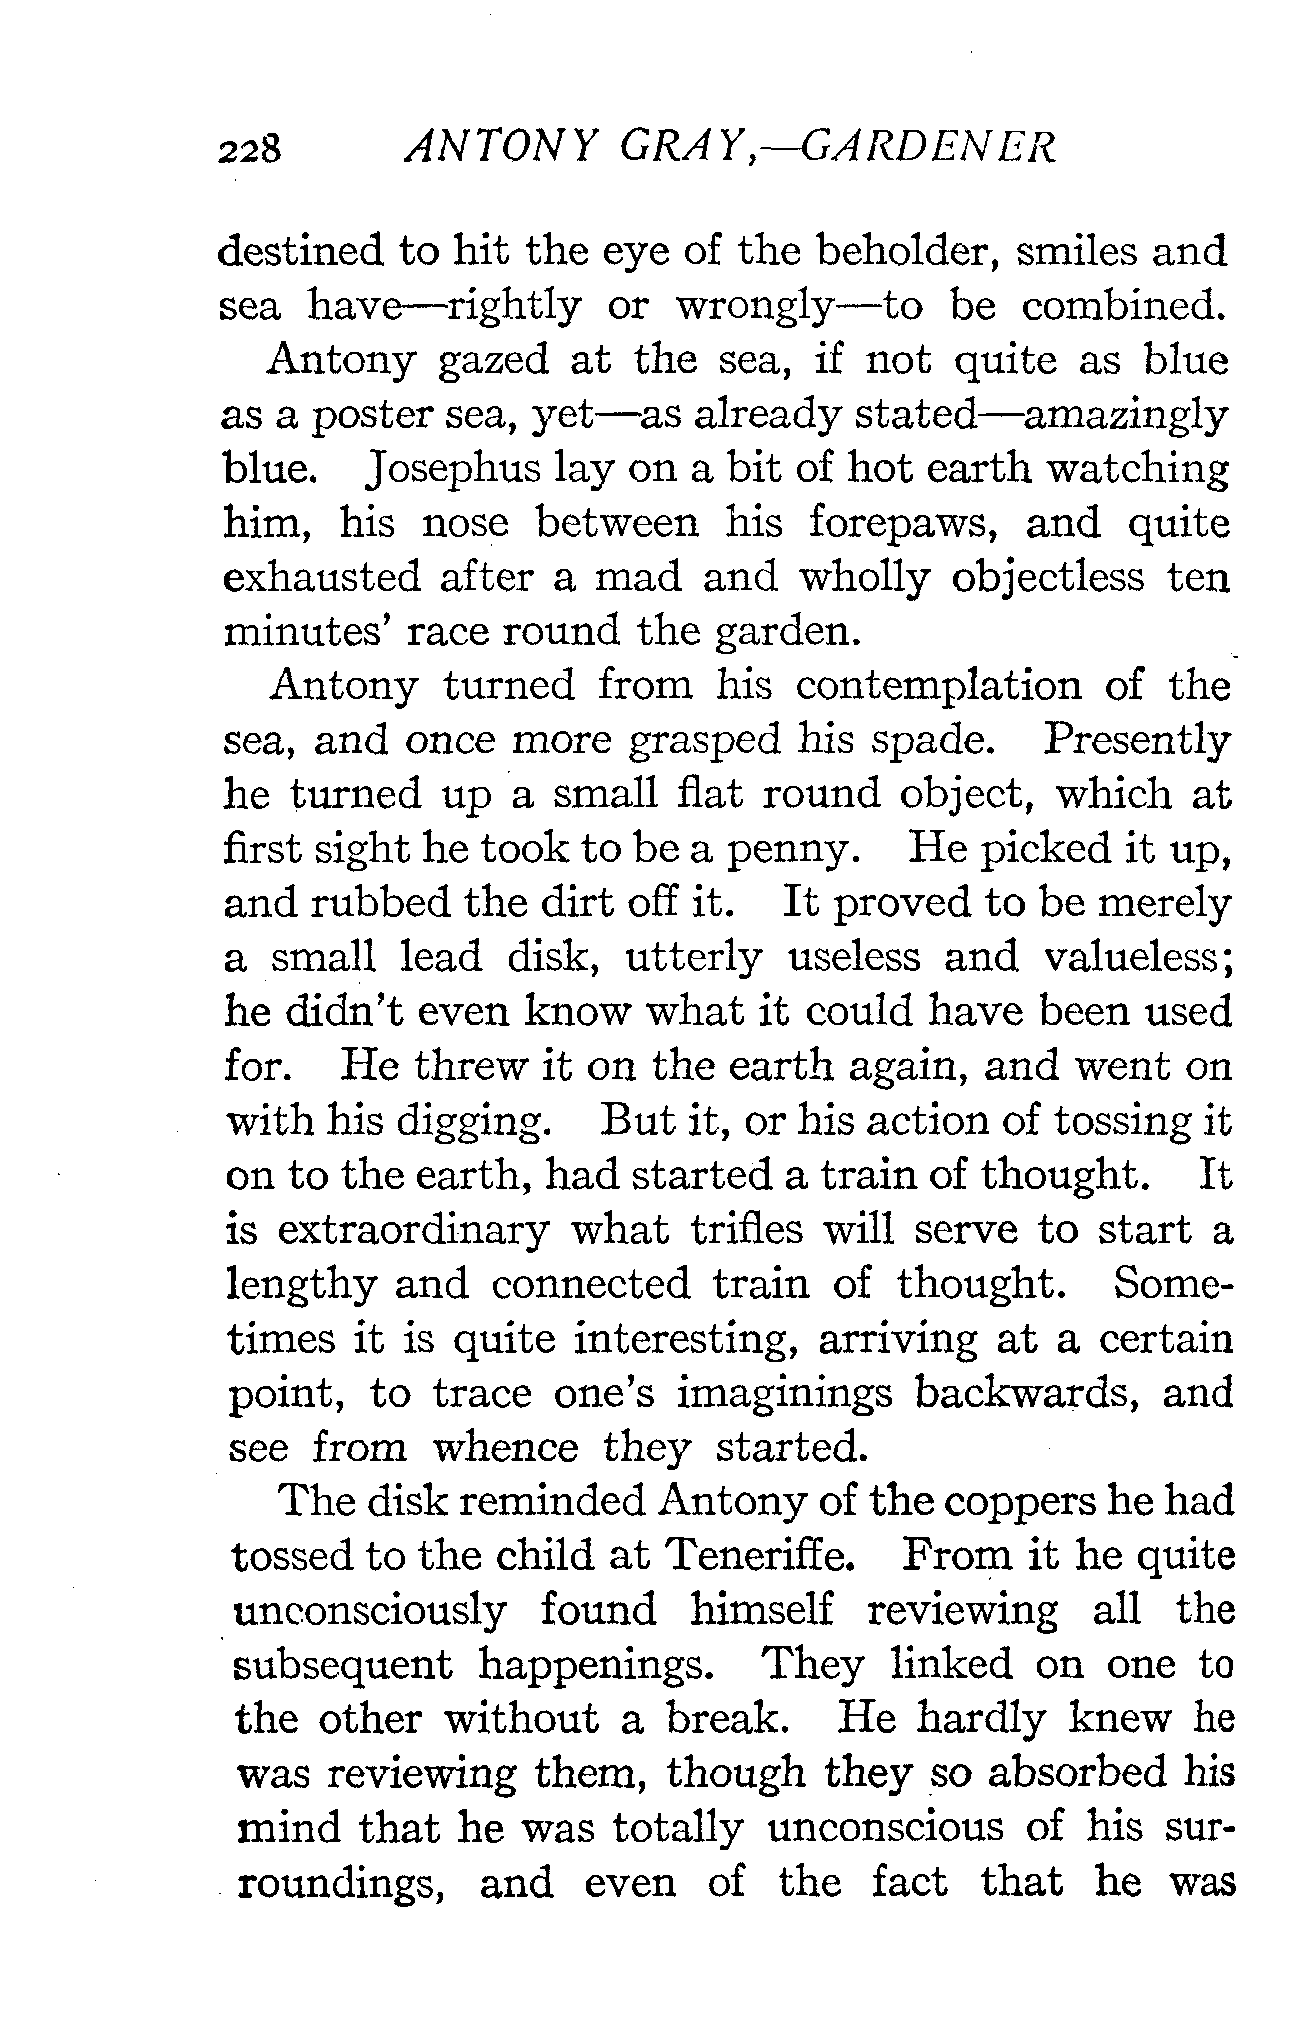 228 ANTONY GRAY,—GARDENER
destined to hit the eye of the beholder, smiles and
sea have—rightly or wrongly—to be combined.
Antony gazed at the sea, if not quite as blue
as a poster sea, yet—as already stated—amazingly
blue. Josephus lay on a bit of hot earth watching
him, his nose between his forepaws, and quite
exhausted after a mad and wholly objectless ten
minutes' race round the garden.
Antony turned from his contemplation of the
sea, and once more grasped his spade. Presently
he turned up a small flat round object, which at
first sight he took to be a penny. He picked it up,
and rubbed the dirt off it. It proved to be merely
a small lead disk, utterly useless and valueless;
he didn't even know what it could have been used
for. He threw it on the earth again, and went on
with his digging. But it, or his action of tossing it
on to the earth, had started a train of thought. It
is extraordinary what trifles will serve to start a
lengthy and connected train of thought. Some-
times it is quite interesting, arriving at a certain
point, to trace one's imaginings backwards, and
see from whence they started.
The disk reminded Antony of the coppers he had
tossed to the child at Teneriffe. From it he quite
unconsciously found himself reviewing all the
subsequent happenings. They linked on one to
the other without a break. He hardly knew he
was reviewing them, though they so absorbed his
mind that he was totally unconscious of his sur-
roundings, and even of the fact that he was